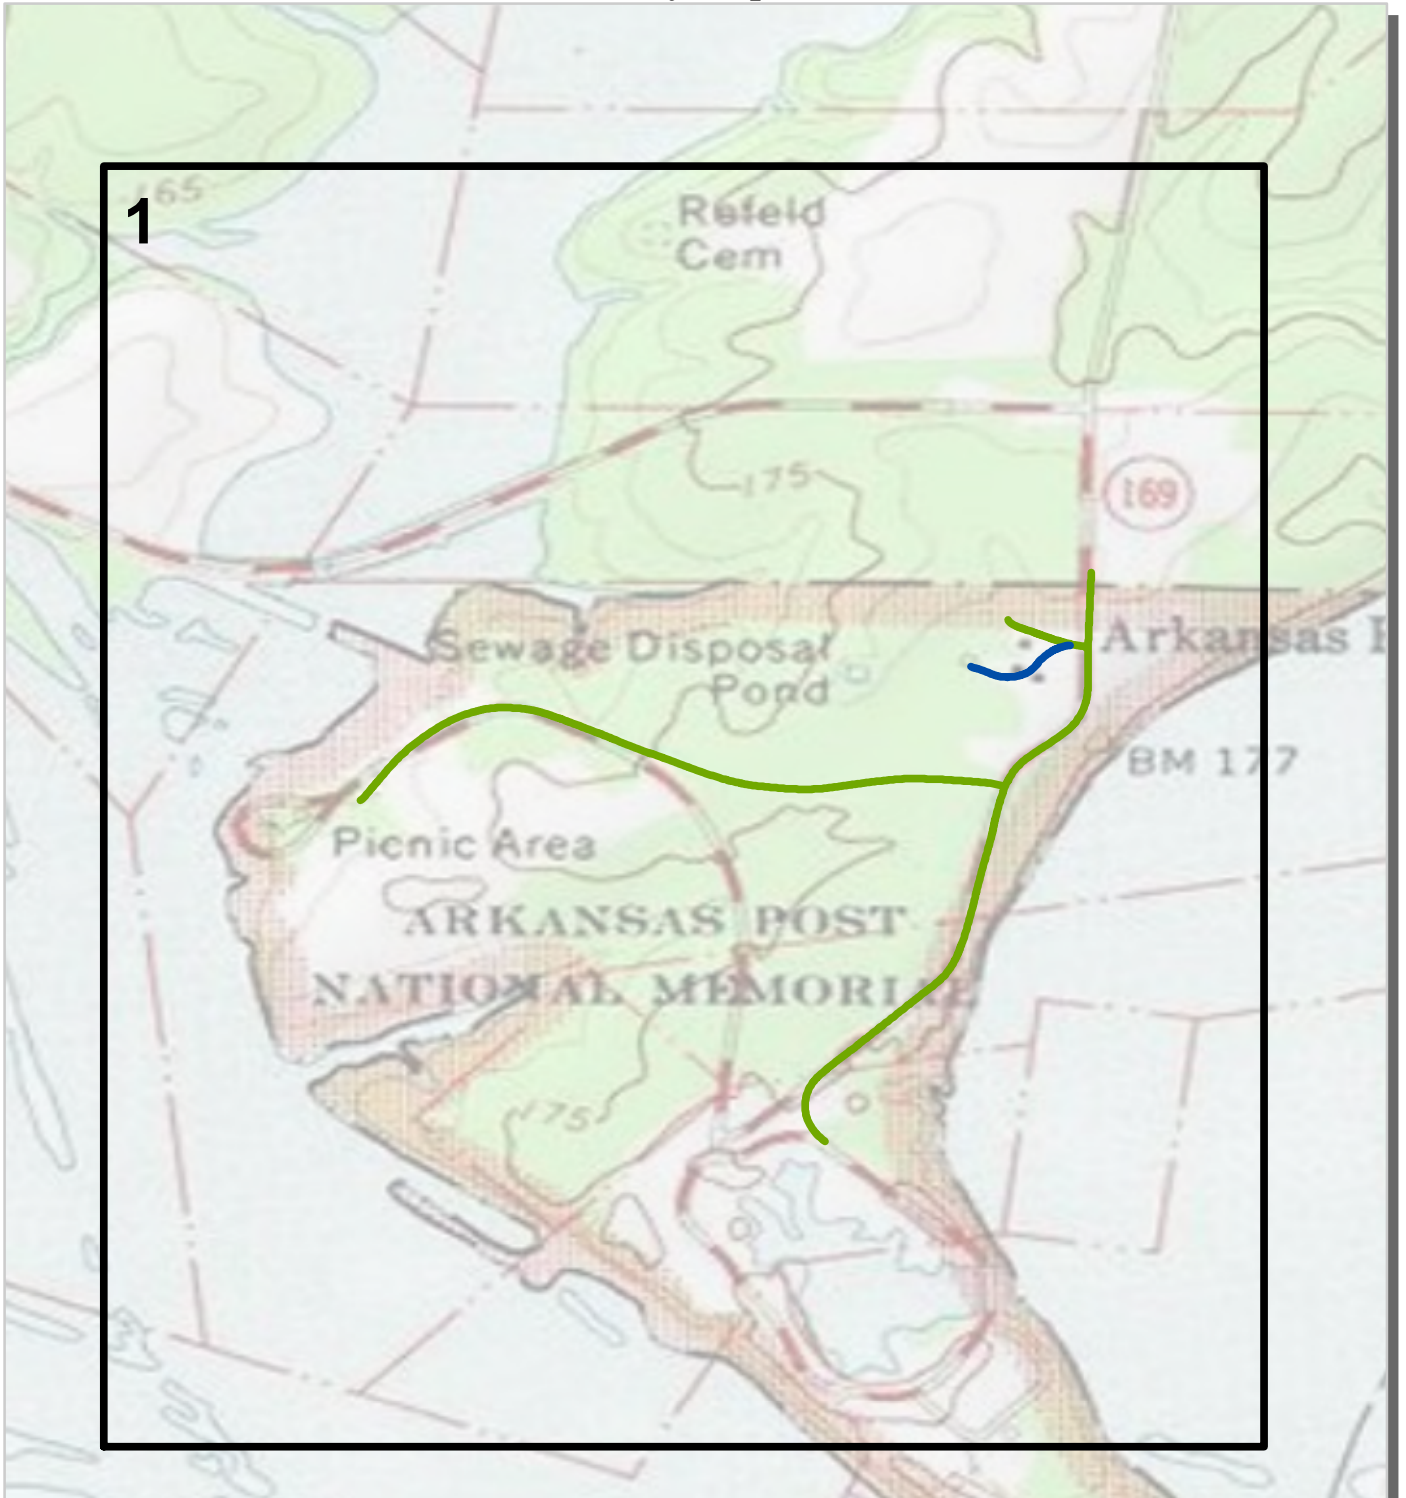 1
165
Refeld
Cem
175
169
Sewage Disposal
Pond
Arkansas
BM 177
Picnic Area
ARKANSAS POST
NATIONAL MEMORIAL
175